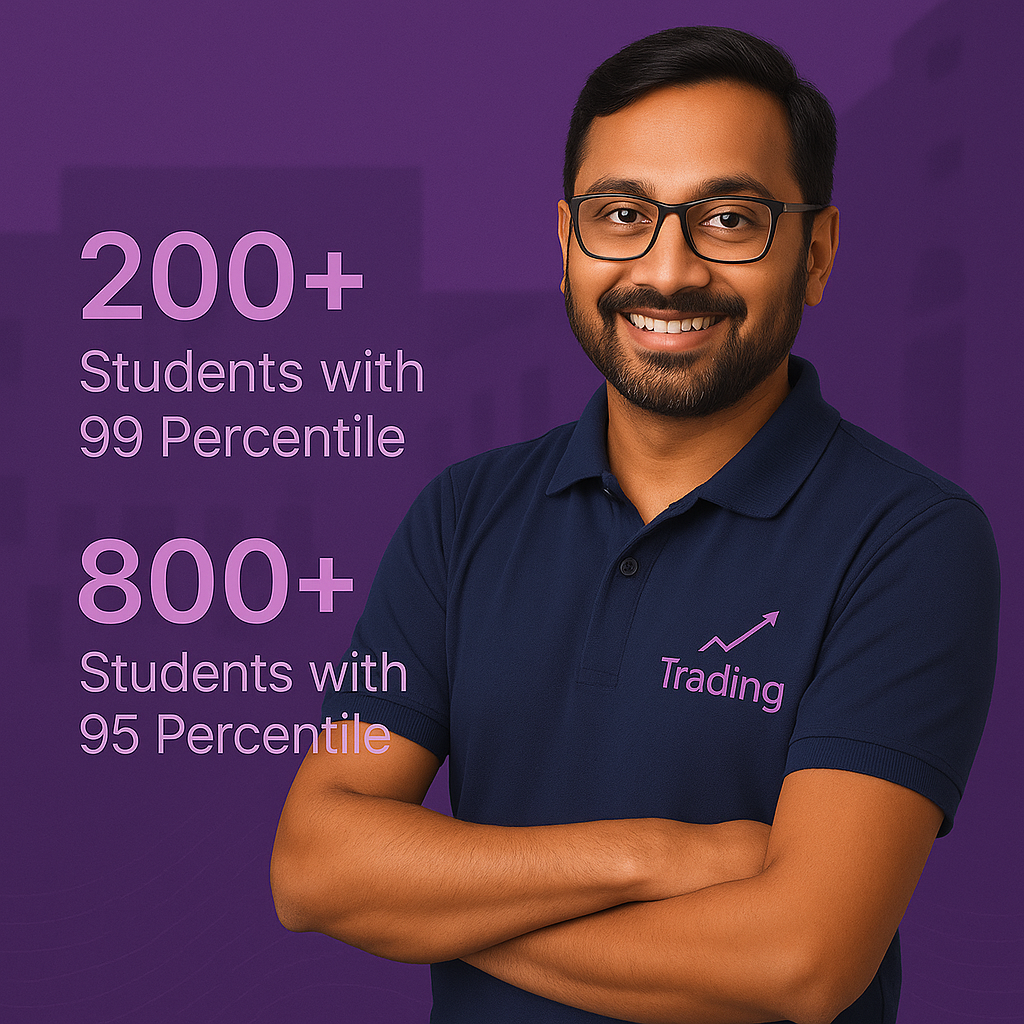 200+
Students with
99 Percentile
800+
Students with
95 Percentile
Trading